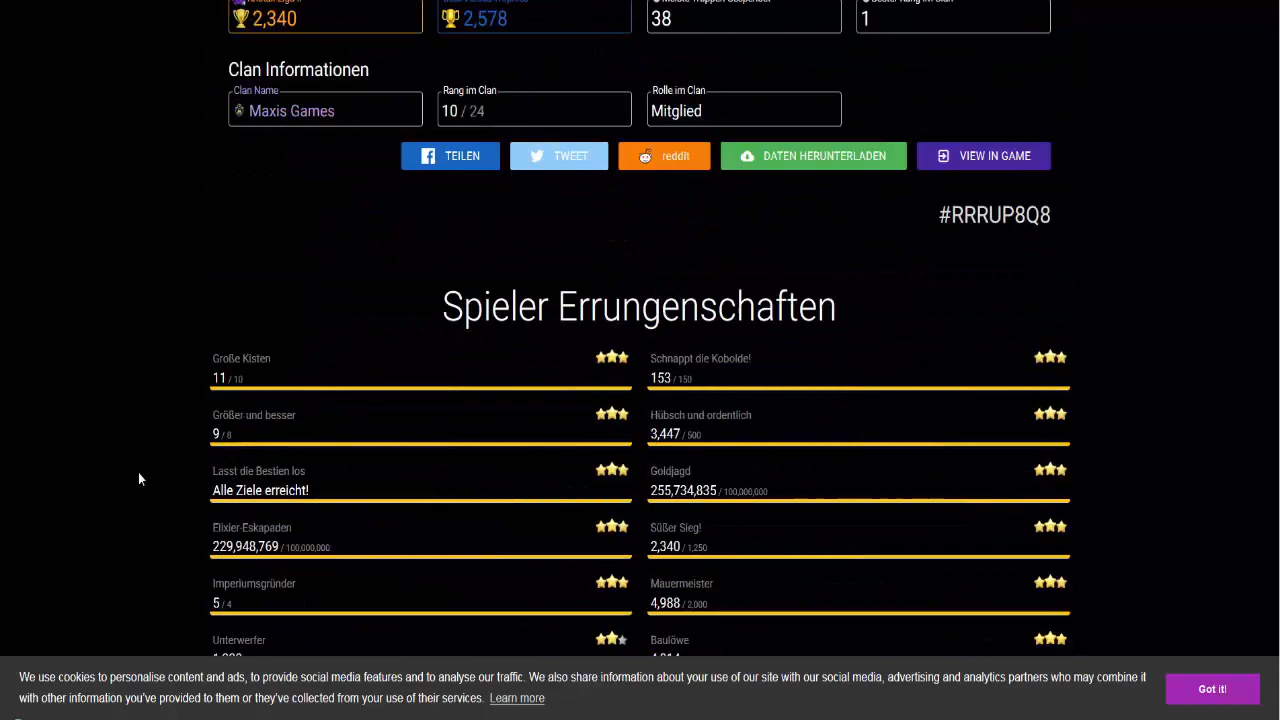 2,340
2,578
38
1
Clan Informationen
Clan Name
Maxis Games
Rang im Clan
10 / 24
Rolle im Clan
Mitglied
TEILEN
TWEET
reddit
DATEN HERUNTERLADEN
VIEW IN GAME
#RRRUP8Q8
Spieler Errungenschaften
Große Kisten
11 / 10
Schnappt die Kobolde!
153 / 150
Größer und besser
9 / 8
Hübsch und ordentlich
3,447 / 500
Lasst die Bestien los
Alle Ziele erreicht!
Goldjagd
255,734,835 / 100,000,000
Elixier-Eskapaden
229,948,769 / 100,000,000
Süßer Sieg!
2,340 / 1,250
Imperiumsgründer
5 / 4
Mauermeister
4,988 / 2,000
Unterwerfer
Baulöwe
We use cookies to personalise content and ads, to provide social media features and to analyse our traffic. We also share information about your use of our site with our social media, advertising and analytics partners who may combine it
with other information you've provided to them or they've collected from your use of their services. Learn more
Got it!